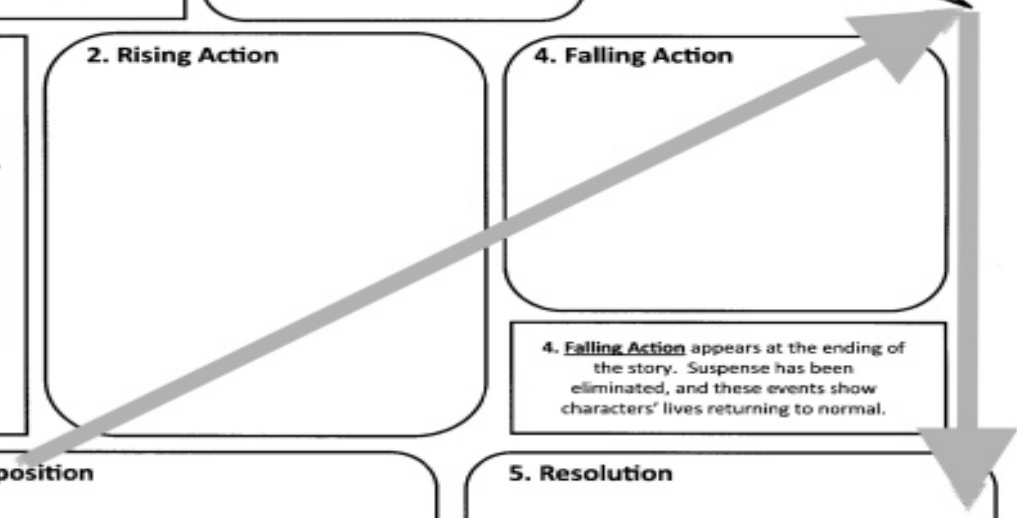 2. Rising Action
4. Falling Action
4. Falling Action appears at the ending of
the story. Suspense has been
eliminated, and these events show
characters' lives returning to normal.
position
5. Resolution